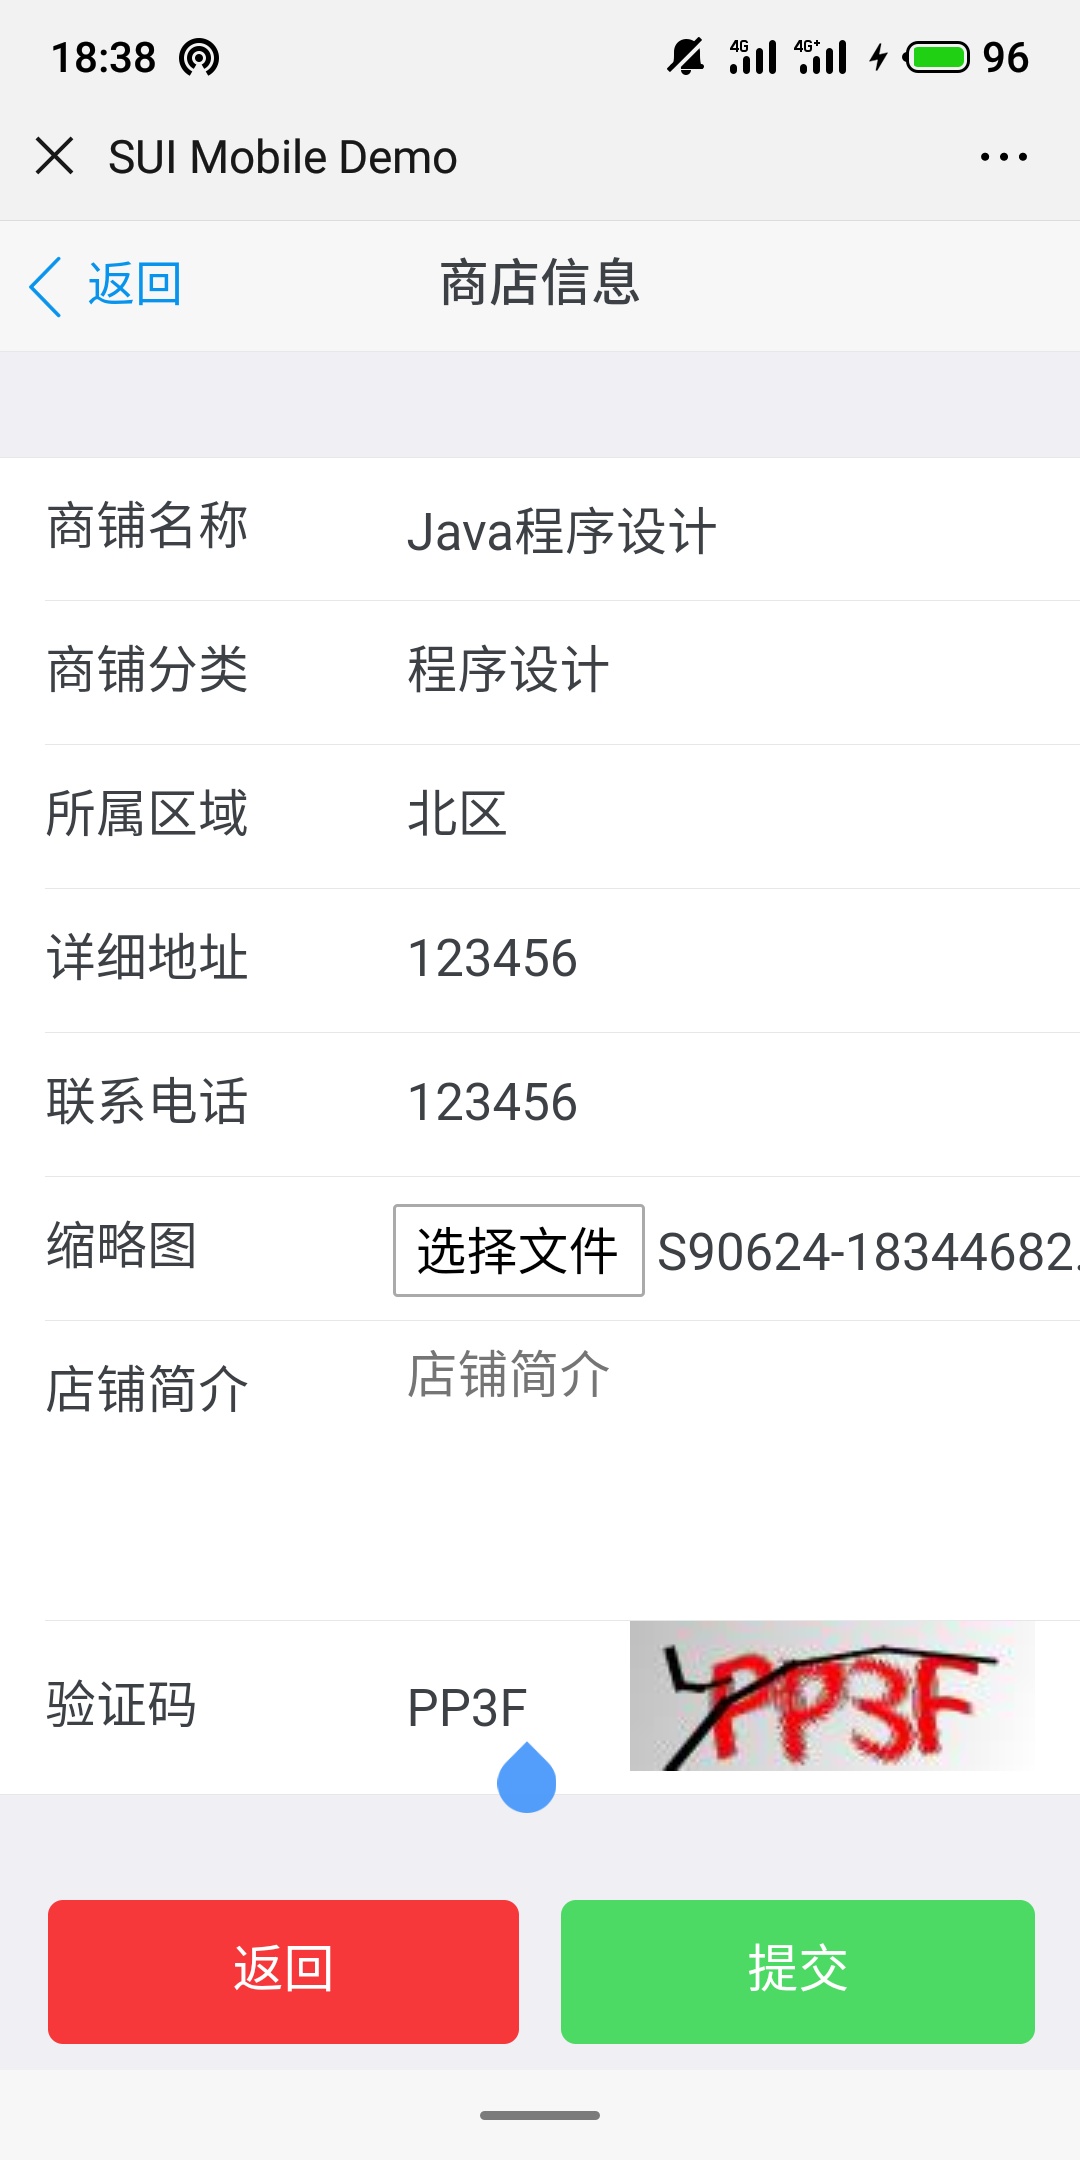 18:38 4G 4G+ 96
SUI Mobile Demo
返回 商店信息
商铺名称 Java程序设计
商铺分类 程序设计
所属区域 北区
详细地址 123456
联系电话 123456
缩略图 选择文件 S90624-18344682.
店铺简介 店铺简介
验证码 PP3F PP3F
返回 提交